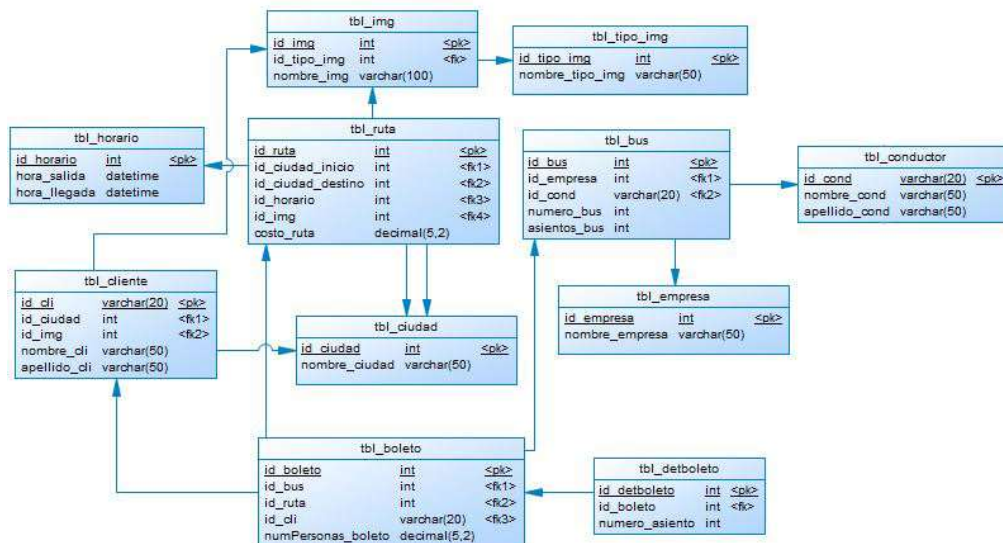 tbl_img
id_img int <pk>
id_tipo_img int <fk>
nombre_img varchar(100)
tbl_tipo_img
id_tipo_img int <pk>
nombre_tipo_img varchar(50)
tbl_horario
id_horario int <pk>
hora_salida datetime
hora_llegada datetime
tbl_ruta
id_ruta int <pk>
id_ciudad_inicio int <fk1>
id_ciudad_destino int <fk2>
id_horario int <fk3>
id_img int <fk4>
costo_ruta decimal(5,2)
tbl_bus
id_bus int <pk>
id_empresa int <fk1>
id_cond varchar(20) <fk2>
numero_bus int
asientos_bus int
tbl_conductor
id_cond varchar(20) <pk>
nombre_cond varchar(50)
apellido_cond varchar(50)
tbl_cliente
id_cli varchar(20) <pk>
id_ciudad int <fk1>
id_img int <fk2>
nombre_cli varchar(50)
apellido_cli varchar(50)
tbl_ciudad
id_ciudad int <pk>
nombre_ciudad varchar(50)
tbl_empresa
id_empresa int <pk>
nombre_empresa varchar(50)
tbl_boleto
id_boleto int <pk>
id_bus int <fk1>
id_ruta int <fk2>
id_cli varchar(20) <fk3>
numPersonas_boleto decimal(5,2)
tbl_detboleto
id_detboleto int <pk>
id_boleto int <fk>
numero_asiento int